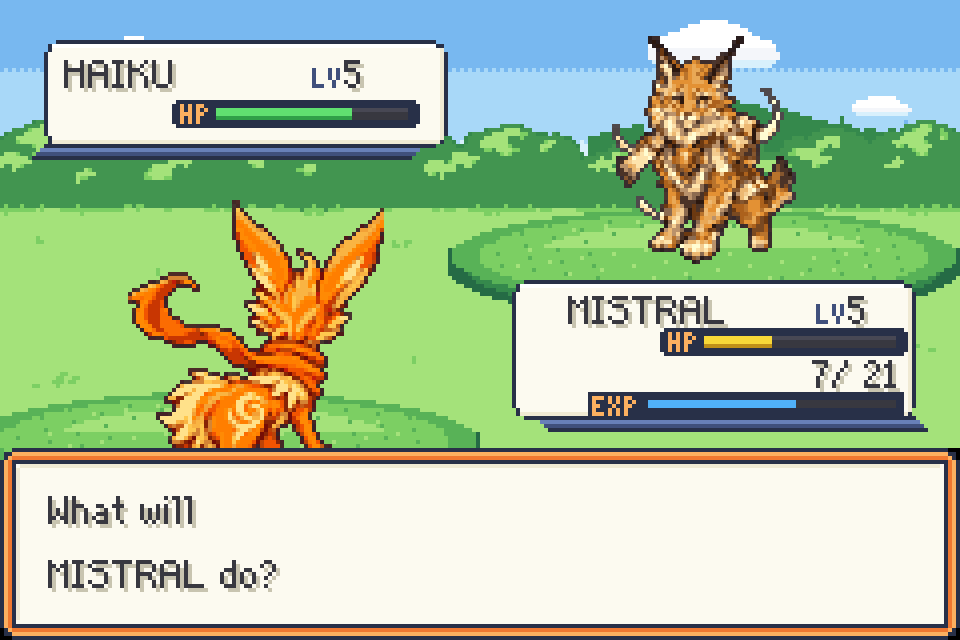 HAIKU Lv5
HP
MISTRAL Lv5
HP
7/ 21
EXP
What will
MISTRAL do?